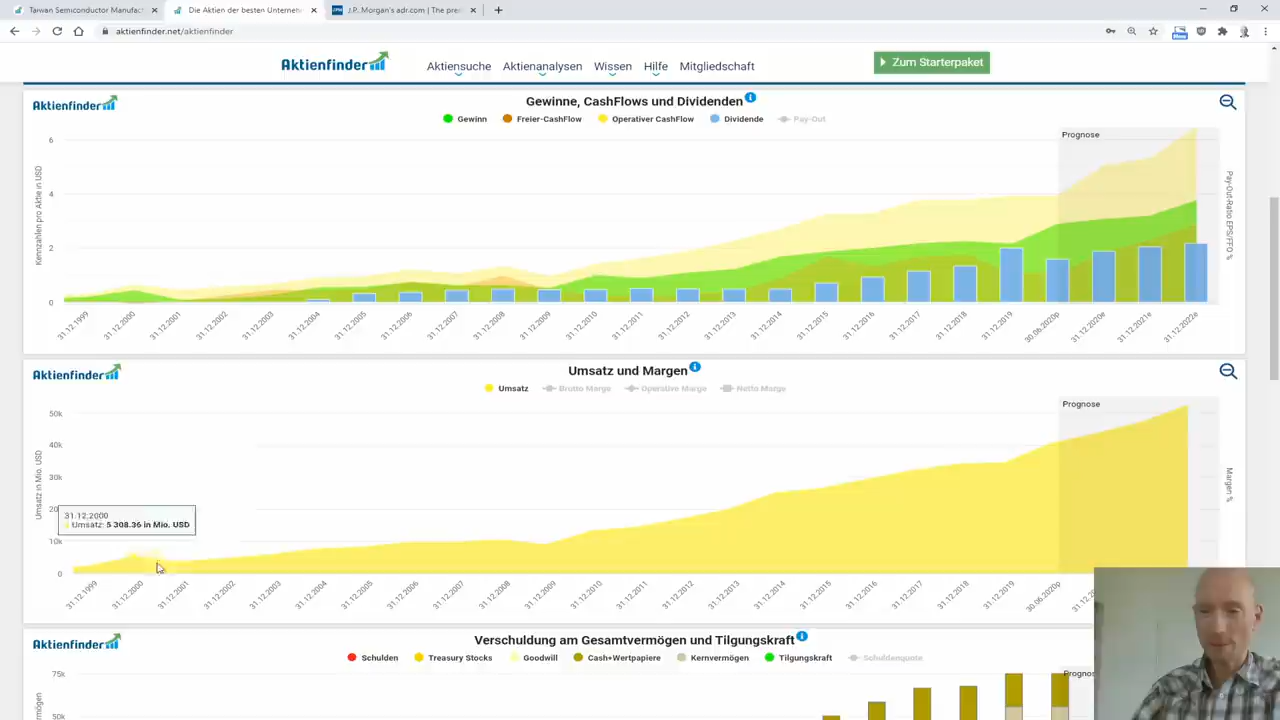 Taiwan Semiconductor Manufact
Die Aktien der besten Unterneh
J.P. Morgan's adr.com | The pre
aktienfinder.net/aktienfinder
Aktienfinder
Aktiensuche
Aktienanalysen
Wissen
Hilfe
Mitgliedschaft
Zum Starterpaket
Aktienfinder
Gewinne, CashFlows und Dividenden
Gewinn
Freier-CashFlow
Operativer CashFlow
Dividende
Pay-Out
Kennzahlen pro Aktie in USD
6
4
2
0
Prognose
Pay-Out-Ratio EPS/FFO %
31.12.1999
31.12.2000
31.12.2001
31.12.2002
31.12.2003
31.12.2004
31.12.2005
31.12.2006
31.12.2007
31.12.2008
31.12.2009
31.12.2010
31.12.2011
31.12.2012
31.12.2013
31.12.2014
31.12.2015
31.12.2016
31.12.2017
31.12.2018
31.12.2019
30.06.2020p
31.12.2020e
31.12.2021e
31.12.2022e
Aktienfinder
Umsatz und Margen
Umsatz
Brutto Marge
Operative Marge
Netto Marge
Umsatz in Mio. USD
50k
40k
30k
20
10k
0
Prognose
Margen %
31.12.2000
Umsatz: 5 308.36 in Mio. USD
31.12.1999
31.12.2000
31.12.2001
31.12.2002
31.12.2003
31.12.2004
31.12.2005
31.12.2006
31.12.2007
31.12.2008
31.12.2009
31.12.2010
31.12.2011
31.12.2012
31.12.2013
31.12.2014
31.12.2015
31.12.2016
31.12.2017
31.12.2018
31.12.2019
30.06.2020p
Aktienfinder
Verschuldung am Gesamtvermögen und Tilgungskraft
Schulden
Treasury Stocks
Goodwill
Cash+Wertpapiere
Kernvermögen
Tilgungskraft
Schuldenquote
75k
50k
Prognos